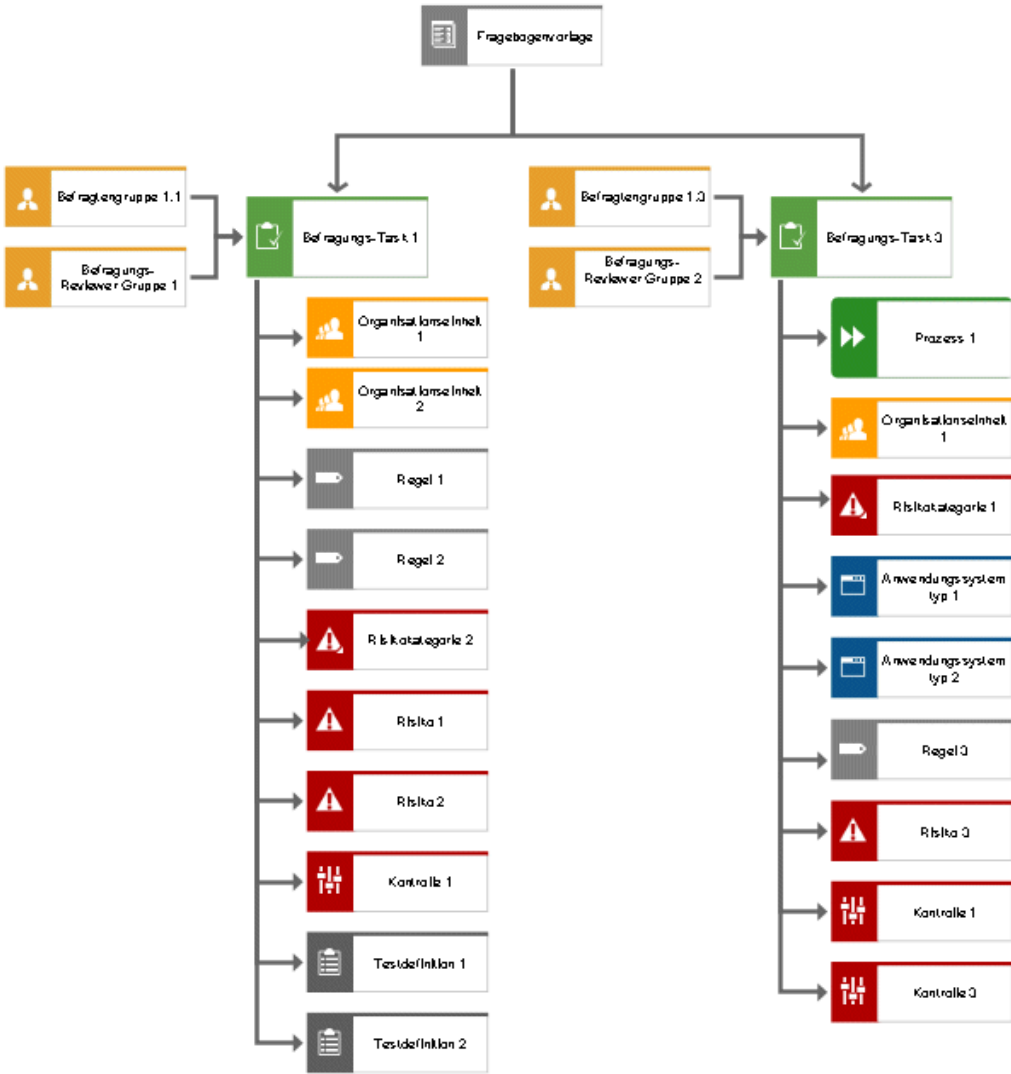 Fragebogenvorlage
Befragtengruppe 1.1
Befragungs-
Reviewer Gruppe 1
Befragungs-Task 1
Organisationseinheit
1
Organisationseinheit
2
Regel 1
Regel 2
Risikokategorie 2
Risiko 1
Risiko 2
Kontrolle 1
Testdefinition 1
Testdefinition 2
Befragtengruppe 1.3
Befragungs-
Reviewer Gruppe 2
Befragungs-Task 3
Prozess 1
Organisationseinheit
1
Risikokategorie 1
Anwendungssystem
typ 1
Anwendungssystem
typ 2
Regel 3
Risiko 3
Kontrolle 1
Kontrolle 3